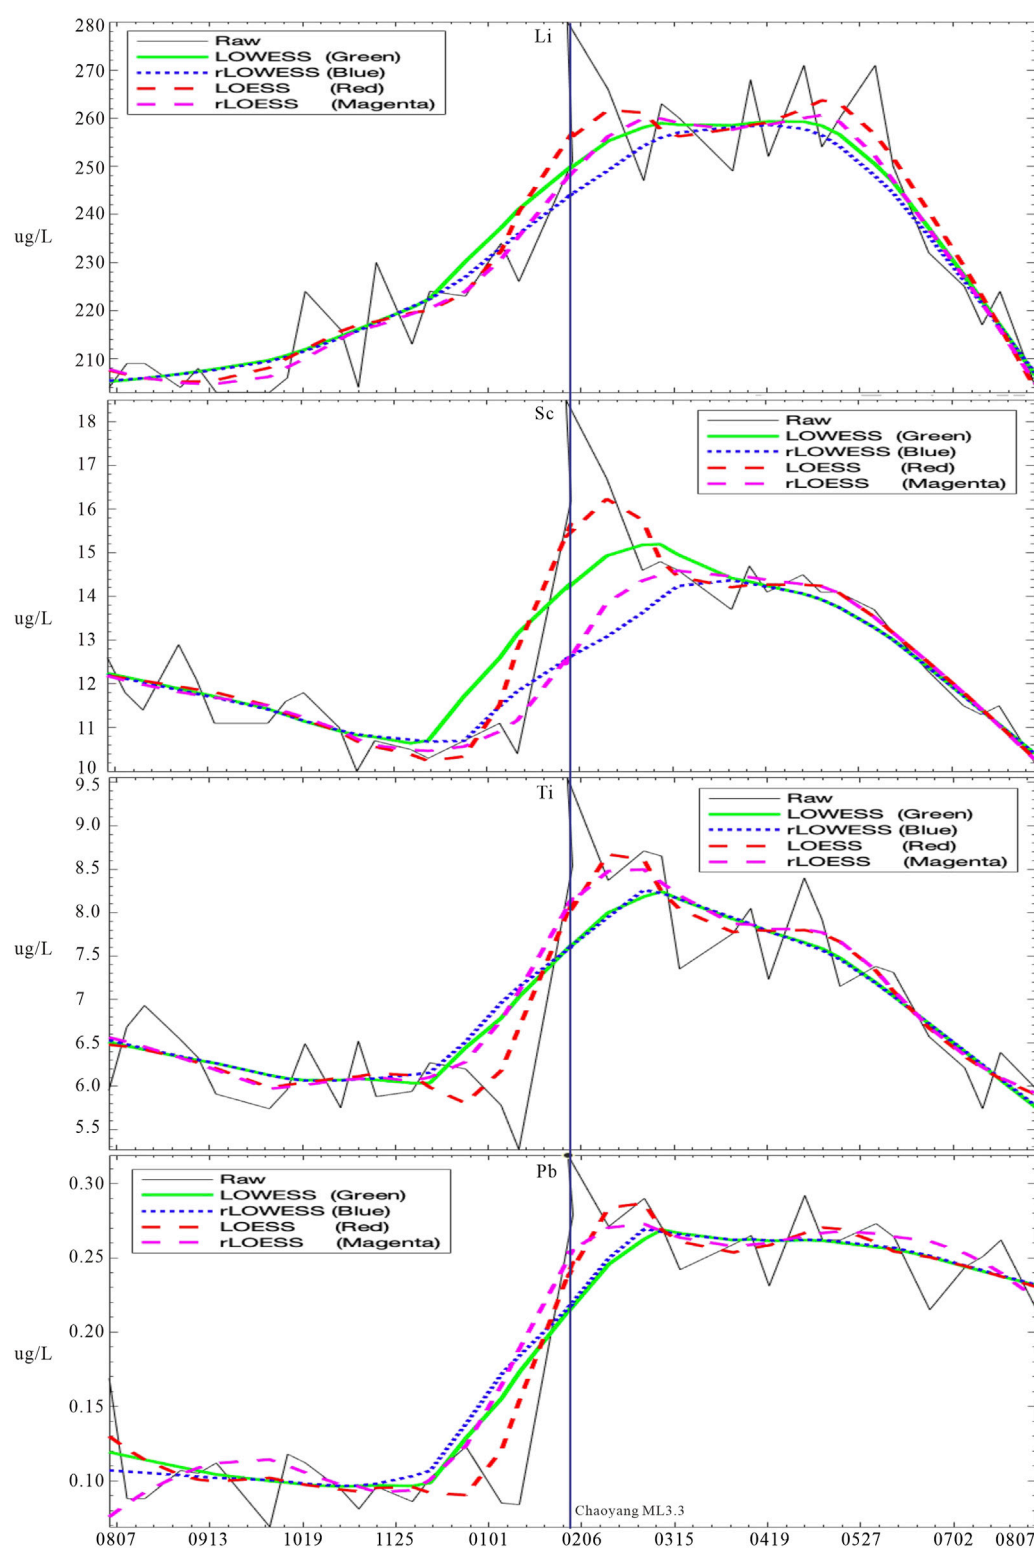 280
270
260
250
240
230
220
210
ug/L
Li
Raw
LOWESS (Green)
rLOWESS (Blue)
LOESS (Red)
rLOESS (Magenta)
18
17
16
15
14
13
12
11
10
ug/L
Sc
Raw
LOWESS (Green)
rLOWESS (Blue)
LOESS (Red)
rLOESS (Magenta)
9.5
9.0
8.5
8.0
7.5
7
6.5
6.0
5.5
ug/L
Ti
Raw
LOWESS (Green)
rLOWESS (Blue)
LOESS (Red)
rLOESS (Magenta)
0.30
0.25
0.20
0.15
0.10
ug/L
Pb
Raw
LOWESS (Green)
rLOWESS (Blue)
LOESS (Red)
rLOESS (Magenta)
Chaoyang ML3.3
0807 0913 1019 1125 0101 0206 0315 0419 0527 0702 0807